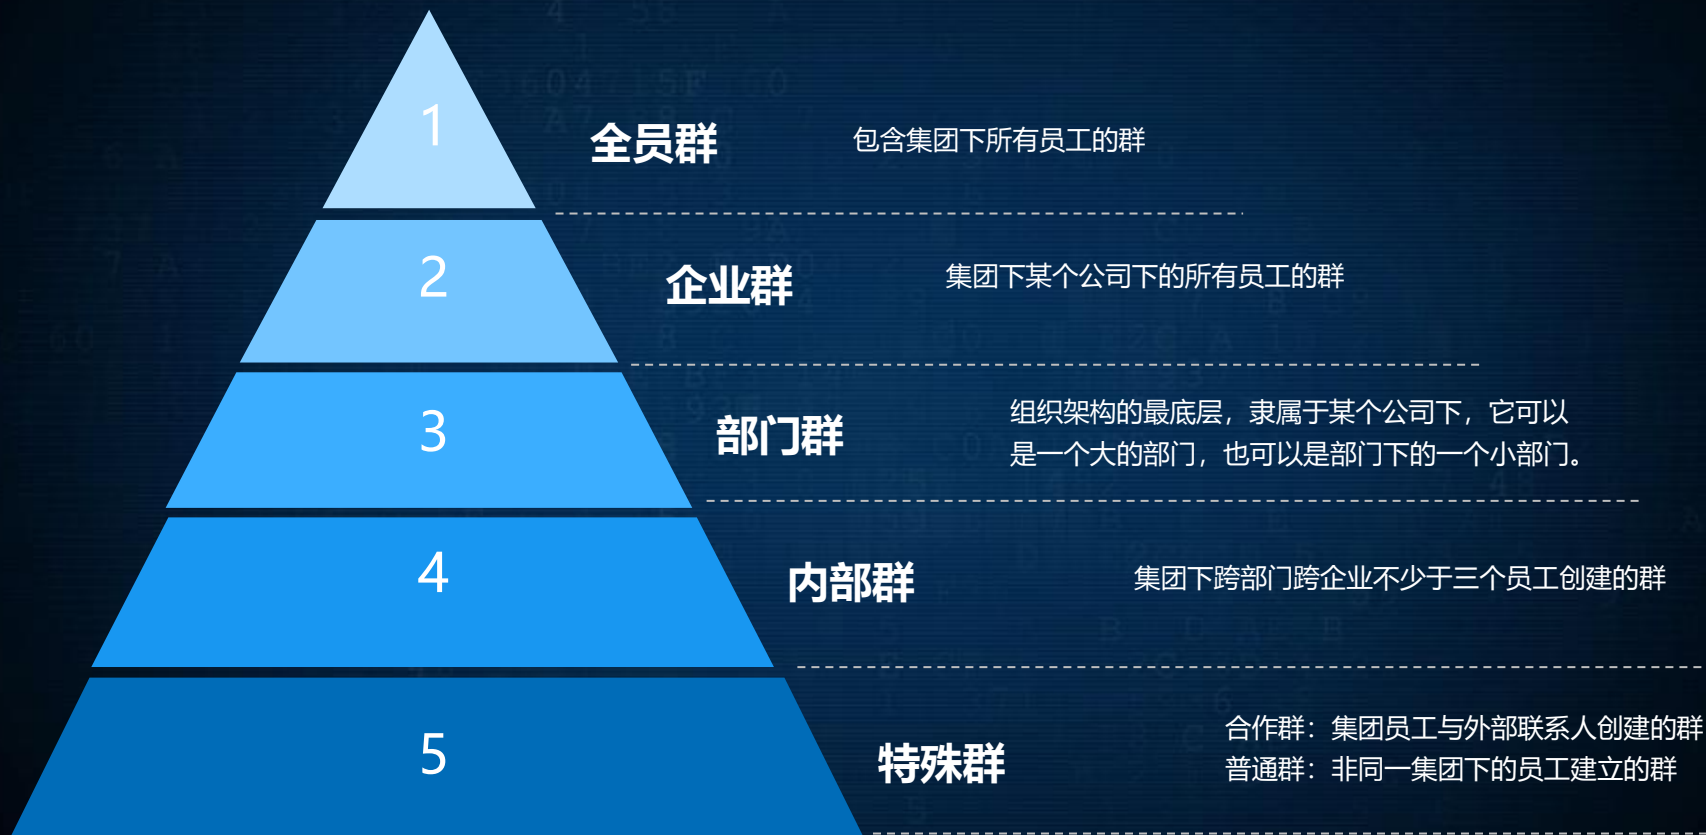 1
全员群
包含集团下所有员工的群
2
企业群
集团下某个公司下的所有员工的群
3
部门群
组织架构的最底层，隶属于某个公司下，它可以
是一个大的部门，也可以是部门下的一个小部门。
4
内部群
集团下跨部门跨企业不少于三个员工创建的群
5
特殊群
合作群：集团员工与外部联系人创建的群
普通群：非同一集团下的员工建立的群